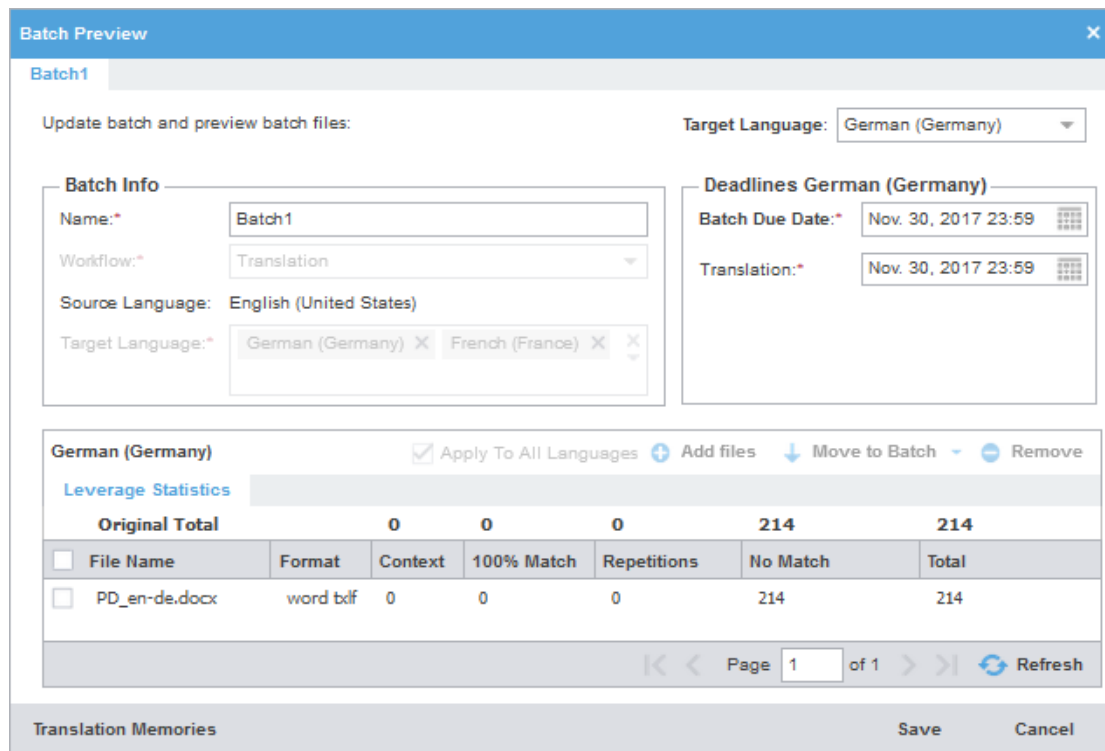 Batch Preview
Batch1
Update batch and preview batch files:
Target Language: German (Germany)
Batch Info
Name:* Batch1
Workflow:* Translation
Source Language: English (United States)
Target Language:* German (Germany) French (France)
Deadlines German (Germany)
Batch Due Date:* Nov. 30, 2017 23:59
Translation:* Nov. 30, 2017 23:59
German (Germany) Apply To All Languages Add files Move to Batch Remove
Leverage Statistics
Original Total 0 0 0 214 214
File Name Format Context 100% Match Repetitions No Match Total
PD_en-de.docx word txlf 0 0 0 214 214
Page 1 of 1 Refresh
Translation Memories Save Cancel